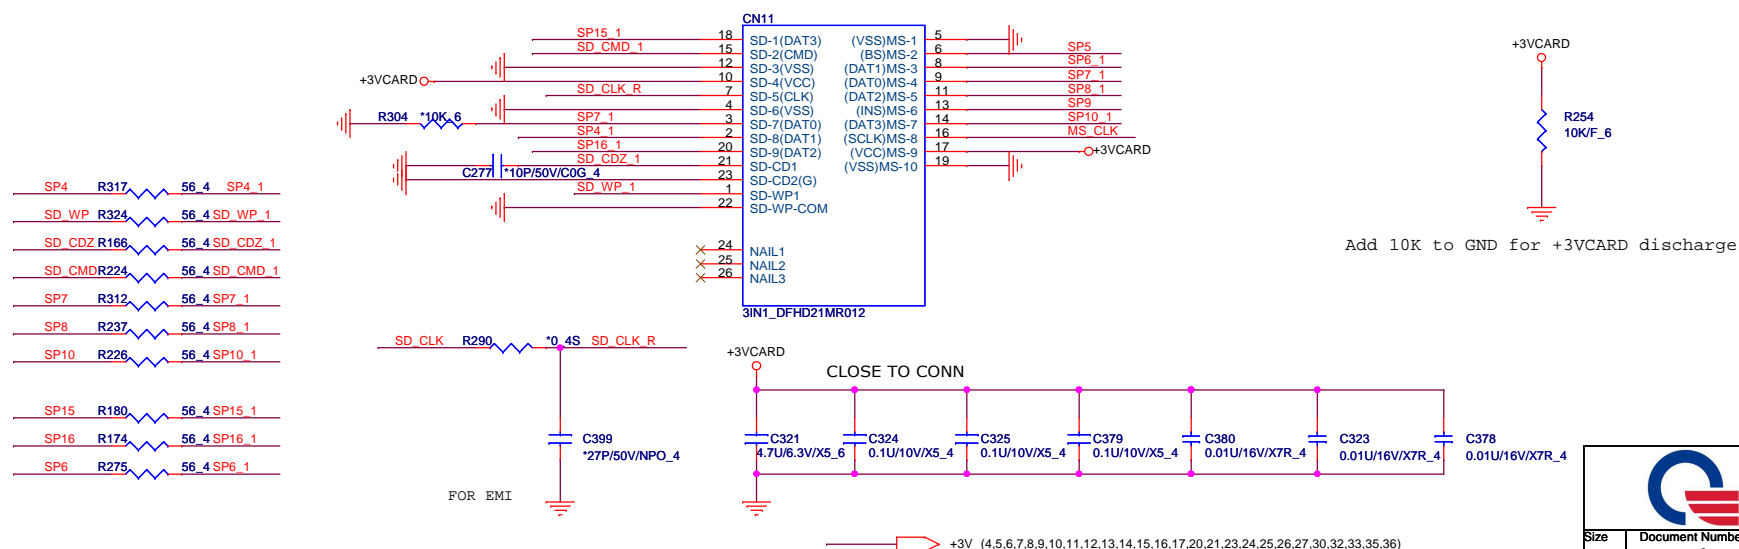 CN11
SP15_1 18 SD-1(DAT3) (VSS)MS-1 5
SD_CMD_1 15 SD-2(CMD) (BS)MS-2 6 SP5
12 SD-3(VSS) (DAT1)MS-3 8 SP6_1
+3VCARD 10 SD-4(VCC) (DAT0)MS-4 9 SP7_1
SD_CLK_R 7 SD-5(CLK) (DAT2)MS-5 11 SP8_1
4 SD-6(VSS) (INS)MS-6 13 SP9
R304 *10K_6 SP7_1 3 SD-7(DAT0) (DAT3)MS-7 14 SP10_1
SP4_1 2 SD-8(DAT1) (SCLK)MS-8 16 MS_CLK
SP16_1 20 SD-9(DAT2) (VCC)MS-9 17 +3VCARD
SD_CDZ_1 21 SD-CD1 (VSS)MS-10 19
C277 *10P/50V/C0G_4 23 SD-CD2(G)
SD_WP_1 1 SD-WP1
22 SD-WP-COM
24 NAIL1
25 NAIL2
26 NAIL3
3IN1_DFHD21MR012
+3VCARD
R254
10K/F_6
Add 10K to GND for +3VCARD discharge
SP4 R317 56_4 SP4_1
SD_WP R324 56_4 SD_WP_1
SD_CDZ R166 56_4 SD_CDZ_1
SD_CMD R224 56_4 SD_CMD_1
SP7 R312 56_4 SP7_1
SP8 R237 56_4 SP8_1
SP10 R226 56_4 SP10_1
SP15 R180 56_4 SP15_1
SP16 R174 56_4 SP16_1
SP6 R275 56_4 SP6_1
SD_CLK R290 *0_4S SD_CLK_R
C399
*27P/50V/NPO_4
FOR EMI
+3VCARD
CLOSE TO CONN
C321 C324 C325 C379 C380 C323 C378
4.7U/6.3V/X5_6 0.1U/10V/X5_4 0.1U/10V/X5_4 0.1U/10V/X5_4 0.01U/16V/X7R_4 0.01U/16V/X7R_4 0.01U/16V/X7R_4
+3V (4,5,6,7,8,9,10,11,12,13,14,15,16,17,20,21,23,24,25,26,27,30,32,33,35,36)
Size Document Numbe